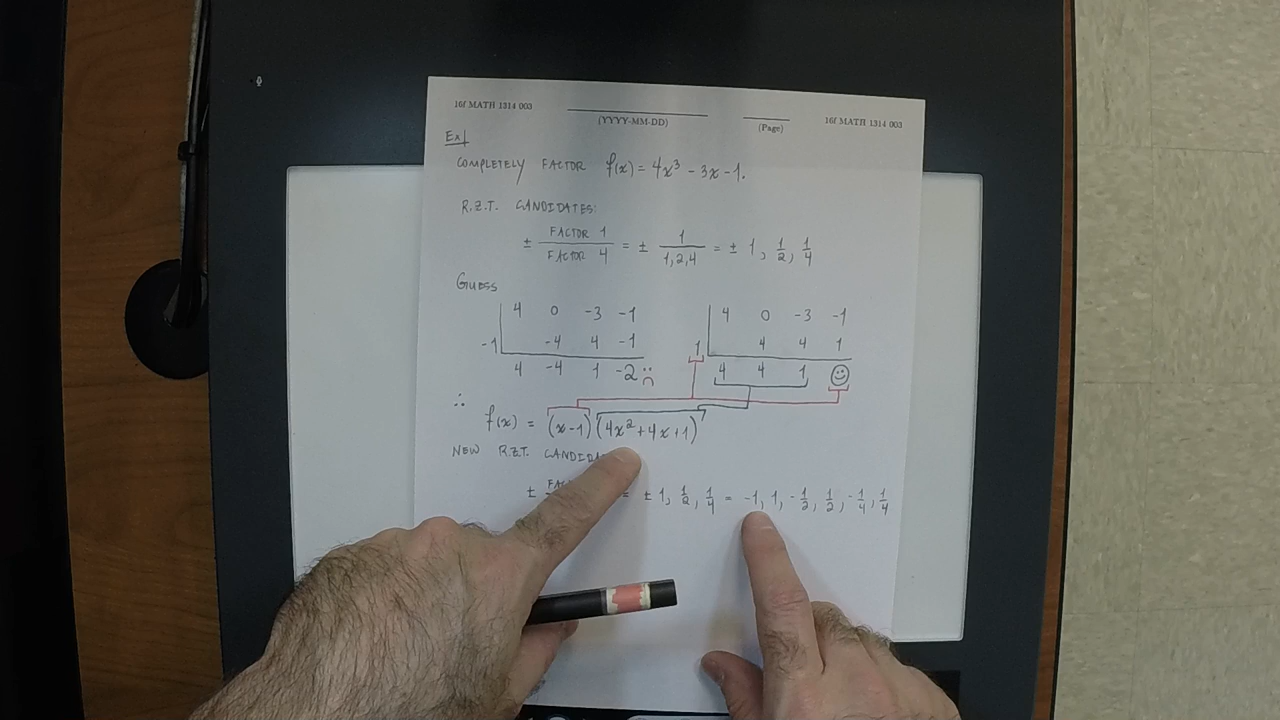 16f MATH 1314 003 (YYYY-MM-DD) (Page) 16f MATH 1314 003
Ex|
COMPLETELY FACTOR f(x) = 4x³ - 3x - 1.
R.Z.T. CANDIDATES:
± FACTOR 1 / FACTOR 4 = ± 1 / 1,2,4 = ± 1, 1/2, 1/4
GUESS
4 0 -3 -1 4 0 -3 -1
-1 -4 4 -1 1 4 4 1
4 -4 1 -2 4 4 1
∴ f(x) = (x-1)(4x²+4x+1)
NEW R.Z.T.
± = ± 1, 1/2, 1/4 = -1, 1, -1/2, 1/2, -1/4, 1/4